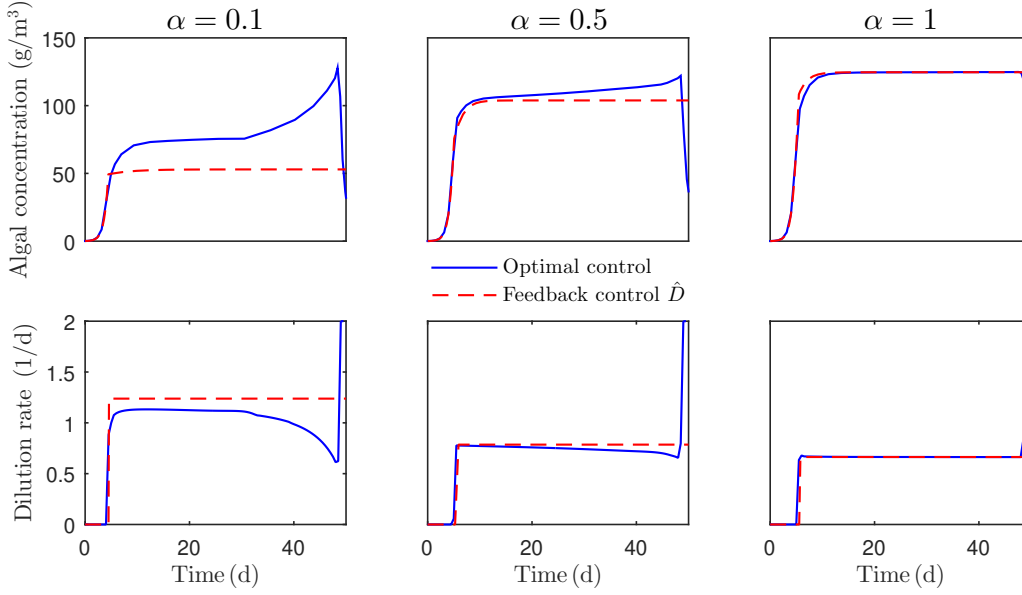 α = 0.1
α = 0.5
α = 1
Algal concentration (g/m³)
150
100
50
0
Optimal control
Feedback control D̂
Dilution rate (1/d)
2
1.5
1
0.5
0
0 20 40
0 20 40
0 20 40
Time (d)
Time (d)
Time (d)